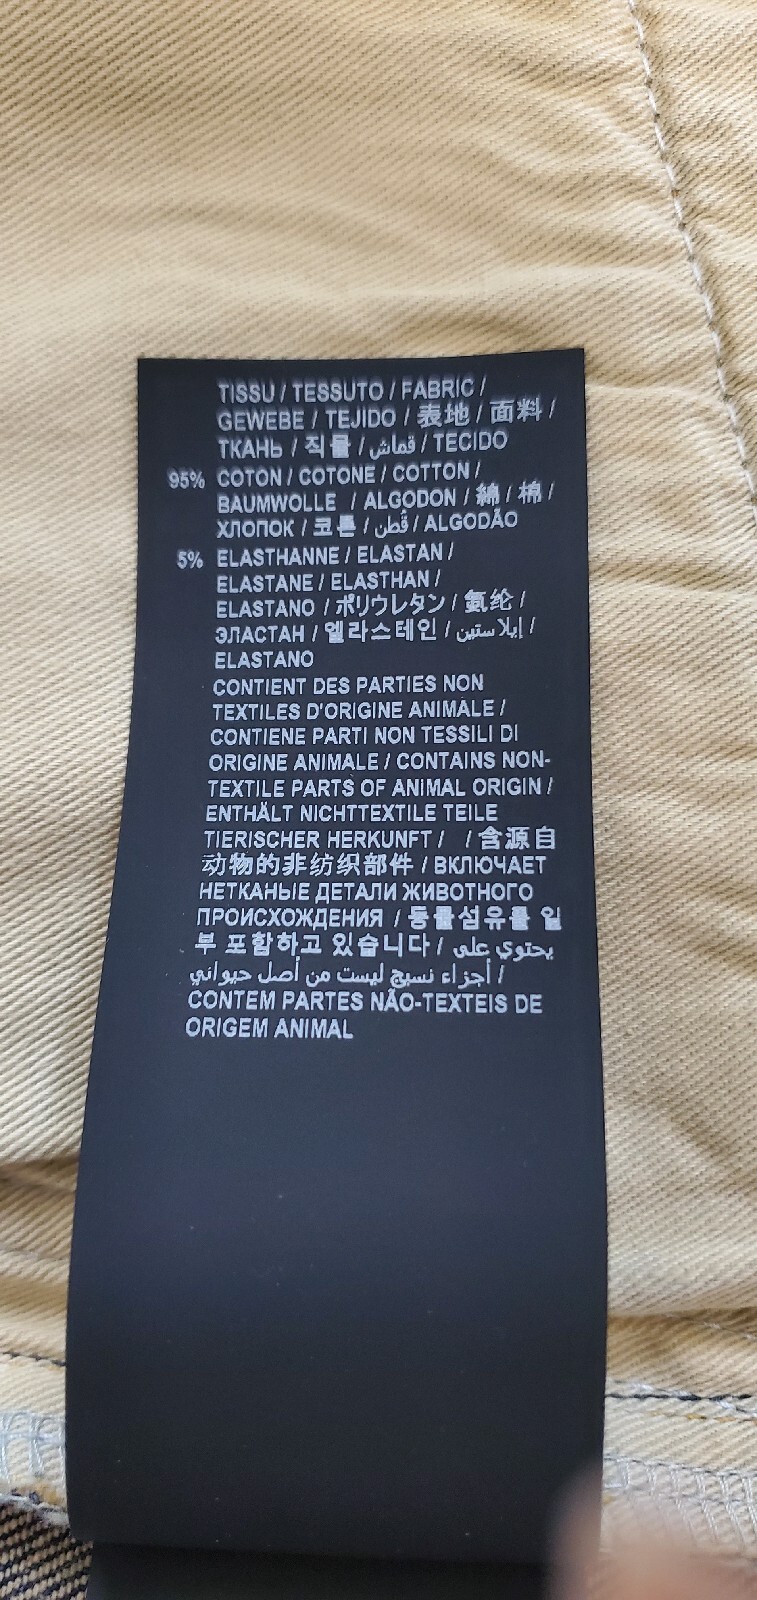 TISSU / TESSUTO / FABRIC /
GEWEBE / TEJIDO / 表地 / 面料 /
ТКАНЬ / 직물 / قماش / TECIDO
95% COTON / COTONE / COTTON /
BAUMWOLLE / ALGODON / 綿 / 棉 /
ХЛОПОК / 코튼 / قُطن / ALGODÃO
5% ELASTHANNE / ELASTAN /
ELASTANE / ELASTHAN /
ELASTANO / ポリウレタン / 氨纶 /
ЭЛАСТАН / 엘라스테인 / إيلاستين /
ELASTANO
CONTIENT DES PARTIES NON
TEXTILES D'ORIGINE ANIMALE /
CONTIENE PARTI NON TESSILI DI
ORIGINE ANIMALE / CONTAINS NON-
TEXTILE PARTS OF ANIMAL ORIGIN /
ENTHÄLT NICHTTEXTILE TEILE
TIERISCHER HERKUNFT / / 含源自
动物的非纺织部件 / ВКЛЮЧАЕТ
НЕТКАНЫЕ ДЕТАЛИ ЖИВОТНОГО
ПРОИСХОЖДЕНИЯ / 동물섬유물 일
부 포함하고 있습니다 / يحتوي على
أجزاء نسيج ليست من أصل حيواني /
CONTEM PARTES NÃO-TEXTEIS DE
ORIGEM ANIMAL